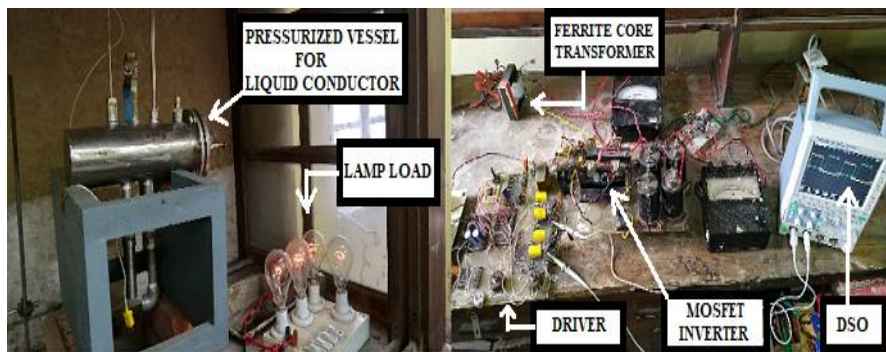 PRESSURIZED VESSEL
FOR
LIQUID CONDUCTOR
LAMP LOAD
FERRITE CORE
TRANSFORMER
DRIVER
MOSFET
INVERTER
DSO